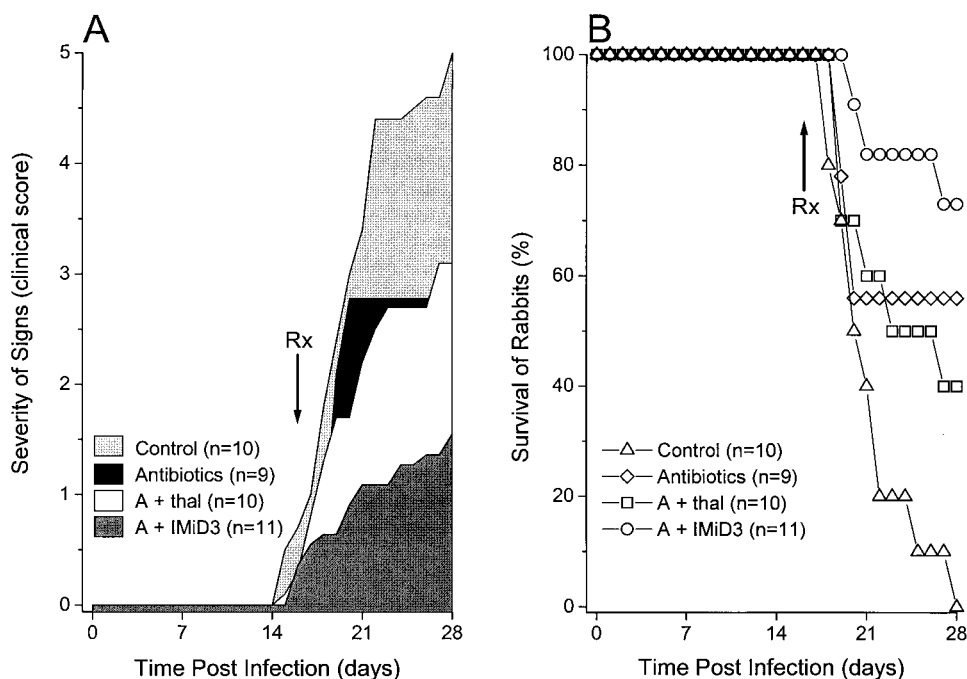 A
Severity of Signs (clinical score)
5
4
3
2
1
0
Rx
Control (n=10)
Antibiotics (n=9)
A + thal (n=10)
A + IMiD3 (n=11)
0 7 14 21 28
Time Post Infection (days)
B
Survival of Rabbits (%)
100
80
60
40
20
0
Rx
Control (n=10)
Antibiotics (n=9)
A + thal (n=10)
A + IMiD3 (n=11)
0 7 14 21 28
Time Post Infection (days)